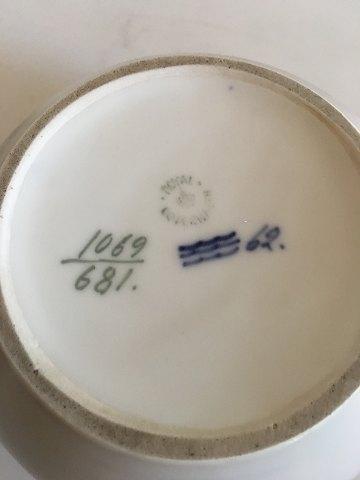 ROYAL
COPENHAGEN
1069
681.
62.